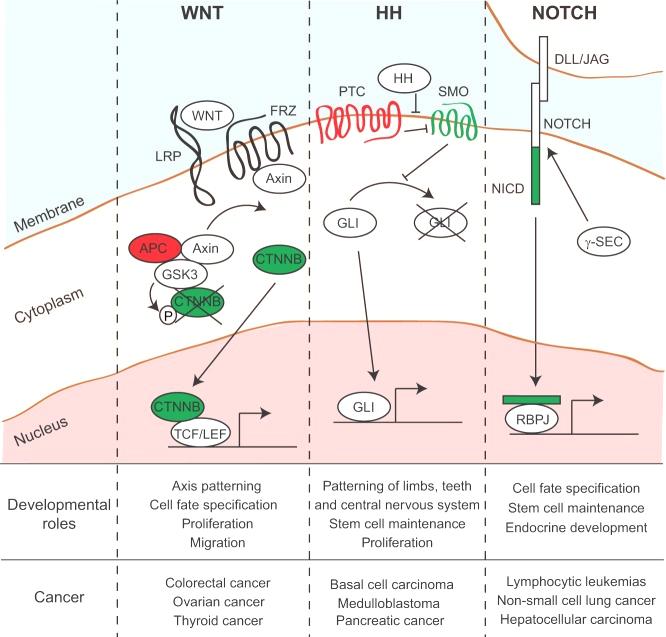 WNT
HH
NOTCH
DLL/JAG
HH
PTC
SMO
WNT
FRZ
NOTCH
LRP
Axin
NICD
Membrane
GLI
GLI
γ-SEC
APC
Axin
GSK3
CTNNB
CTNNB
P
Cytoplasm
CTNNB
TCF/LEF
GLI
RBPJ
Nucleus
Developmental
roles
Axis patterning
Cell fate specification
Proliferation
Migration
Patterning of limbs, teeth
and central nervous system
Stem cell maintenance
Proliferation
Cell fate specification
Stem cell maintenance
Endocrine development
Cancer
Colorectal cancer
Ovarian cancer
Thyroid cancer
Basal cell carcinoma
Medulloblastoma
Pancreatic cancer
Lymphocytic leukemias
Non-small cell lung cancer
Hepatocellular carcinoma